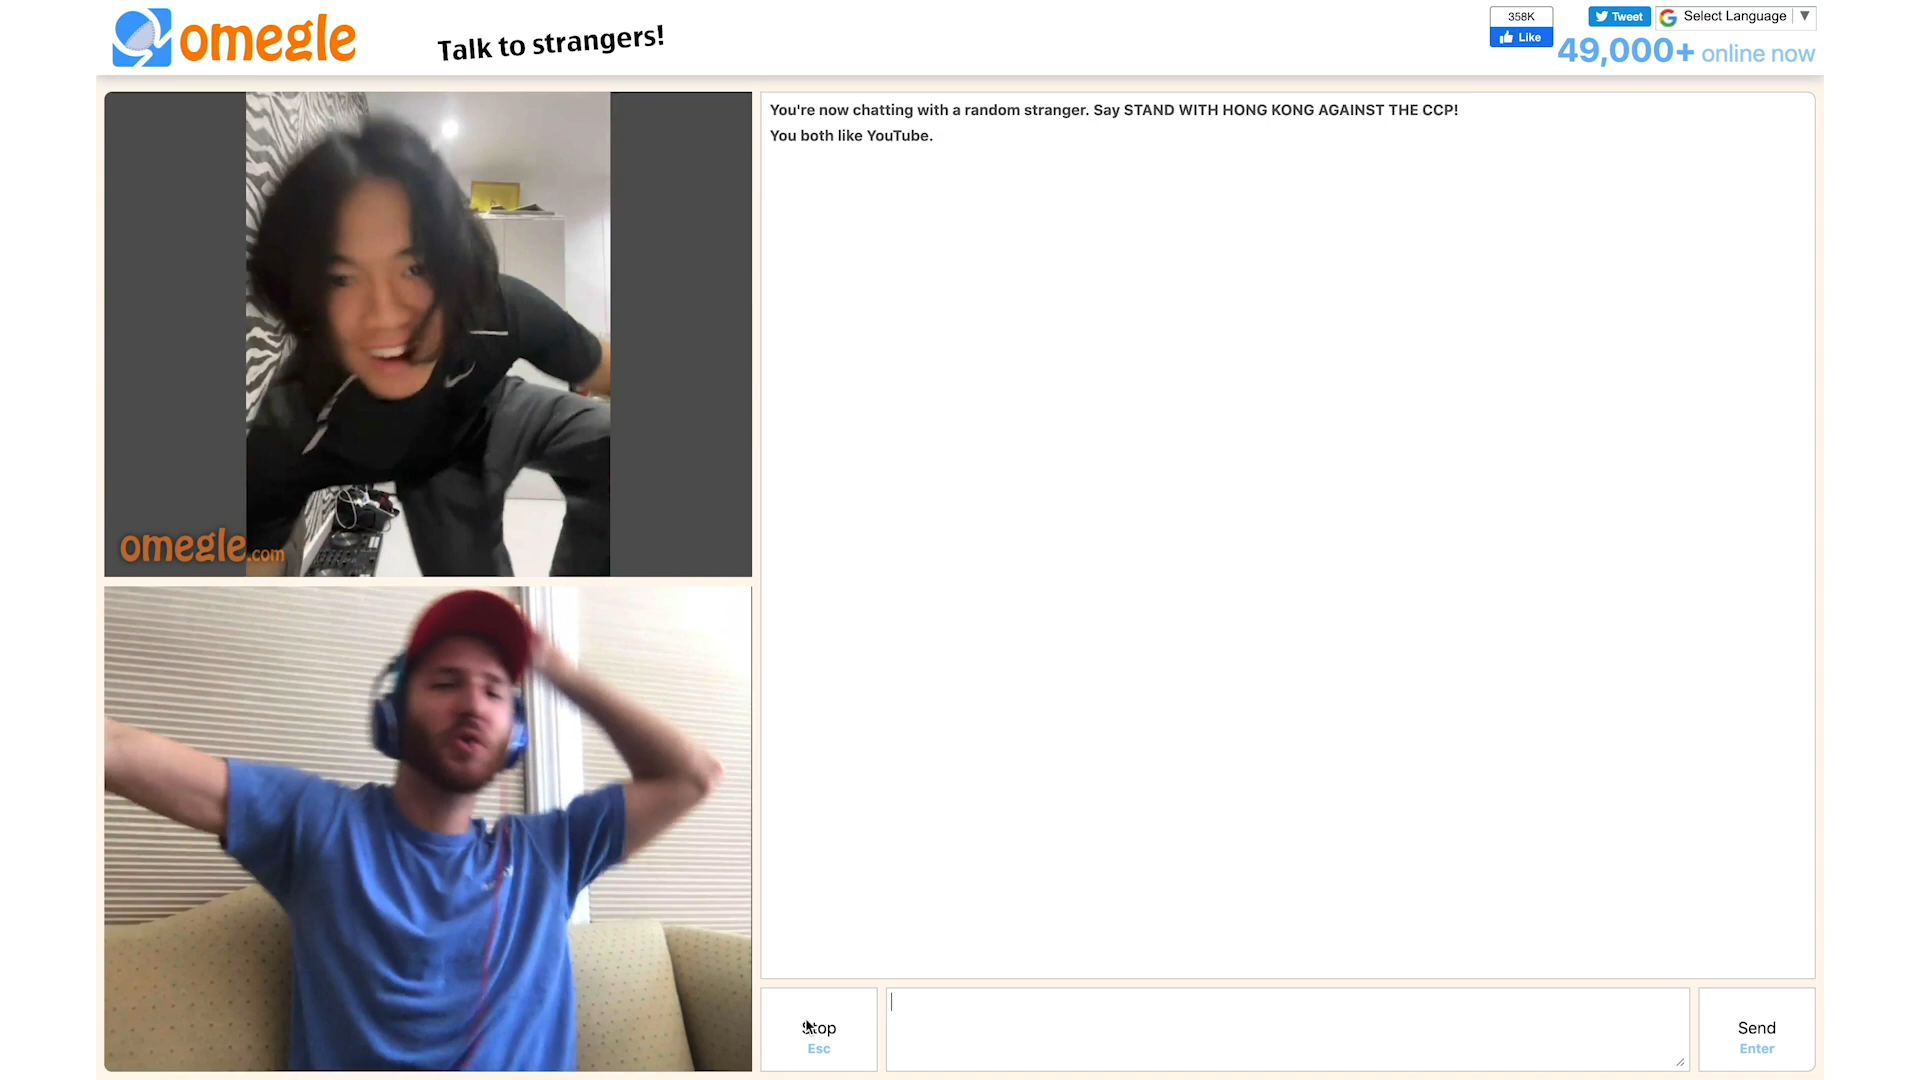 omegle
Talk to strangers!
358K
Like
Tweet
Select Language
49,000+ online now
You're now chatting with a random stranger. Say STAND WITH HONG KONG AGAINST THE CCP!
You both like YouTube.
omegle.com
Stop
Esc
Send
Enter